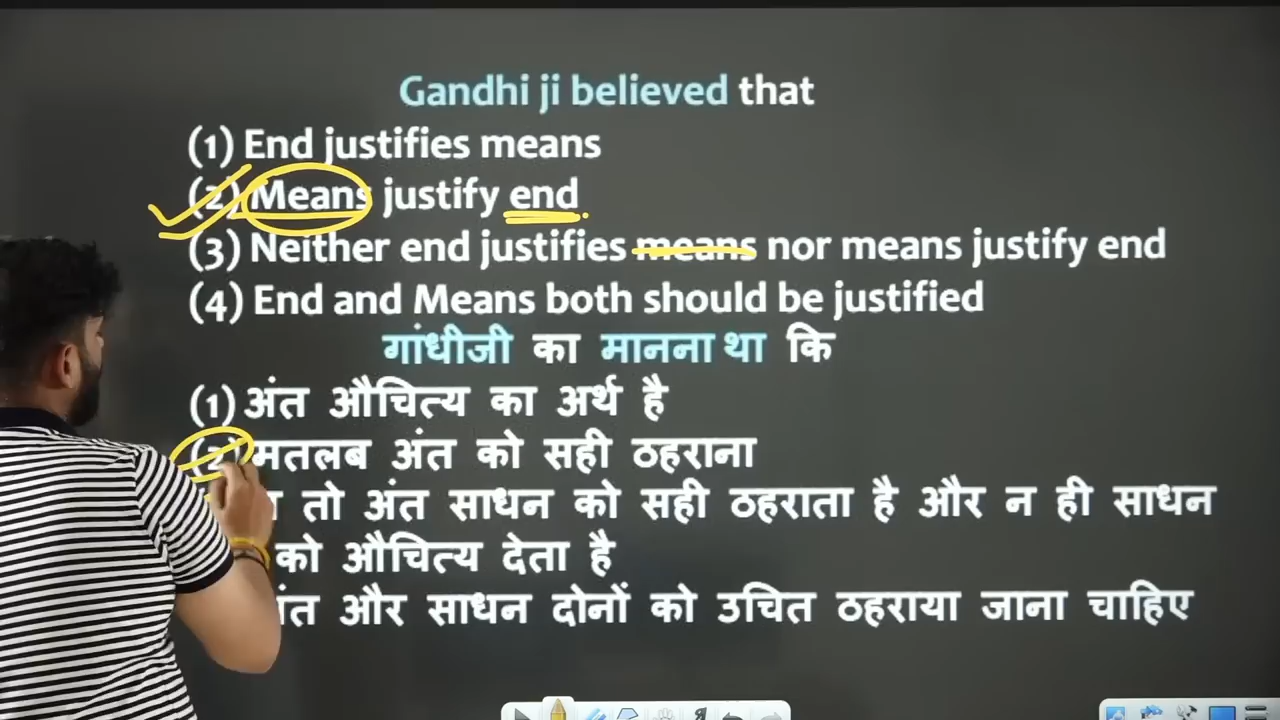 Gandhi ji believed that
(1) End justifies means
(2) Means justify end
(3) Neither end justifies means nor means justify end
(4) End and Means both should be justified
गांधीजी का मानना था कि
(1) अंत औचित्य का अर्थ है
(2) मतलब अंत को सही ठहराना
तो अंत साधन को सही ठहराता है और न ही साधन
को औचित्य देता है
अंत और साधन दोनों को उचित ठहराया जाना चाहिए